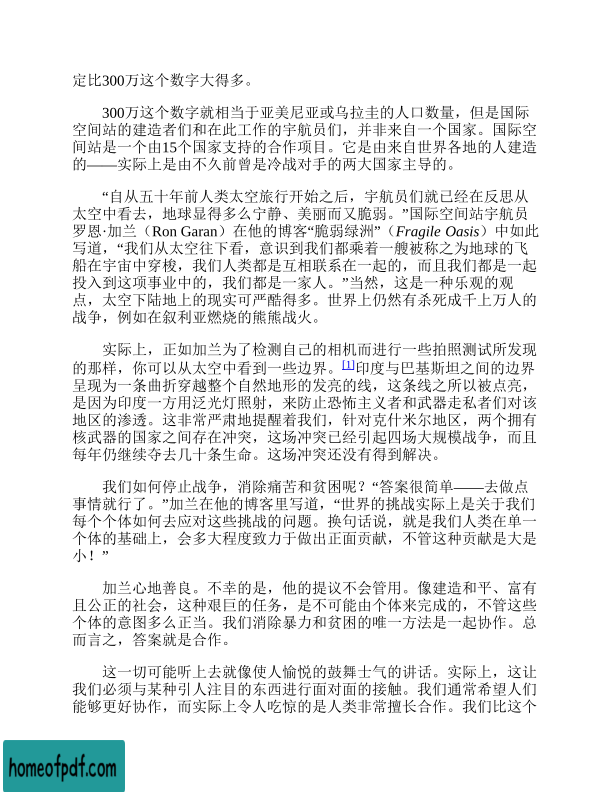 定比300万这个数字大得多。
300万这个数字就相当于亚美尼亚或乌拉圭的人口数量，但是国际
空间站的建造者们和在此工作的宇航员们，并非来自一个国家。国际空
间站是一个由15个国家支持的合作项目。它是由来自世界各地的人建造
的——实际上是由不久前曾是冷战对手的两大国家主导的。
“自从五十年前人类太空旅行开始之后，宇航员们就已经在反思从
太空中看去，地球显得多么宁静、美丽而又脆弱。”国际空间站宇航员
罗恩·加兰（Ron Garan）在他的博客“脆弱绿洲”（Fragile Oasis）中如此
写道，“我们从太空往下看，意识到我们都乘着一艘被称之为地球的飞
船在宇宙中穿梭，我们人类都是互相联系在一起的，而且我们都是一起
投入到这项事业中的，我们都是一家人。”当然，这是一种乐观的观
点，太空下陆地上的现实可严酷得多。世界上仍然有杀死成千上万人的
战争，例如在叙利亚燃烧的熊熊战火。
实际上，正如加兰为了检测自己的相机而进行一些拍照测试所发现
的那样，你可以从太空中看到一些边界。[1]印度与巴基斯坦之间的边界
呈现为一条曲折穿越整个自然地形的发亮的线，这条线之所以被点亮，
是因为印度一方用泛光灯照射，来防止恐怖主义者和武器走私者们对该
地区的渗透。这非常严肃地提醒着我们，针对克什米尔地区，两个拥有
核武器的国家之间存在冲突，这场冲突已经引起四场大规模战争，而且
每年仍继续夺去几十条生命。这场冲突还没有得到解决。
我们如何停止战争，消除痛苦和贫困呢？“答案很简单——去做点
事情就行了。”加兰在他的博客里写道，“世界的挑战实际上是关于我们
每个个体如何去应对这些挑战的问题。换句话说，就是我们人类在单一
个体的基础上，会多大程度致力于做出正面贡献，不管这种贡献是大是
小！”
加兰心地善良。不幸的是，他的提议不会管用。像建造和平、富有
且公正的社会，这种艰巨的任务，是不可能由个体来完成的，不管这些
个体的意图多么正当。我们消除暴力和贫困的唯一方法是一起协作。总
而言之，答案就是合作。
这一切可能听上去就像使人愉悦的鼓舞士气的讲话。实际上，这让
我们必须与某种引人注目的东西进行面对面的接触。我们通常希望人们
能够更好协作，而实际上令人吃惊的是人类非常擅长合作。我们比这个
homeofpdf.com